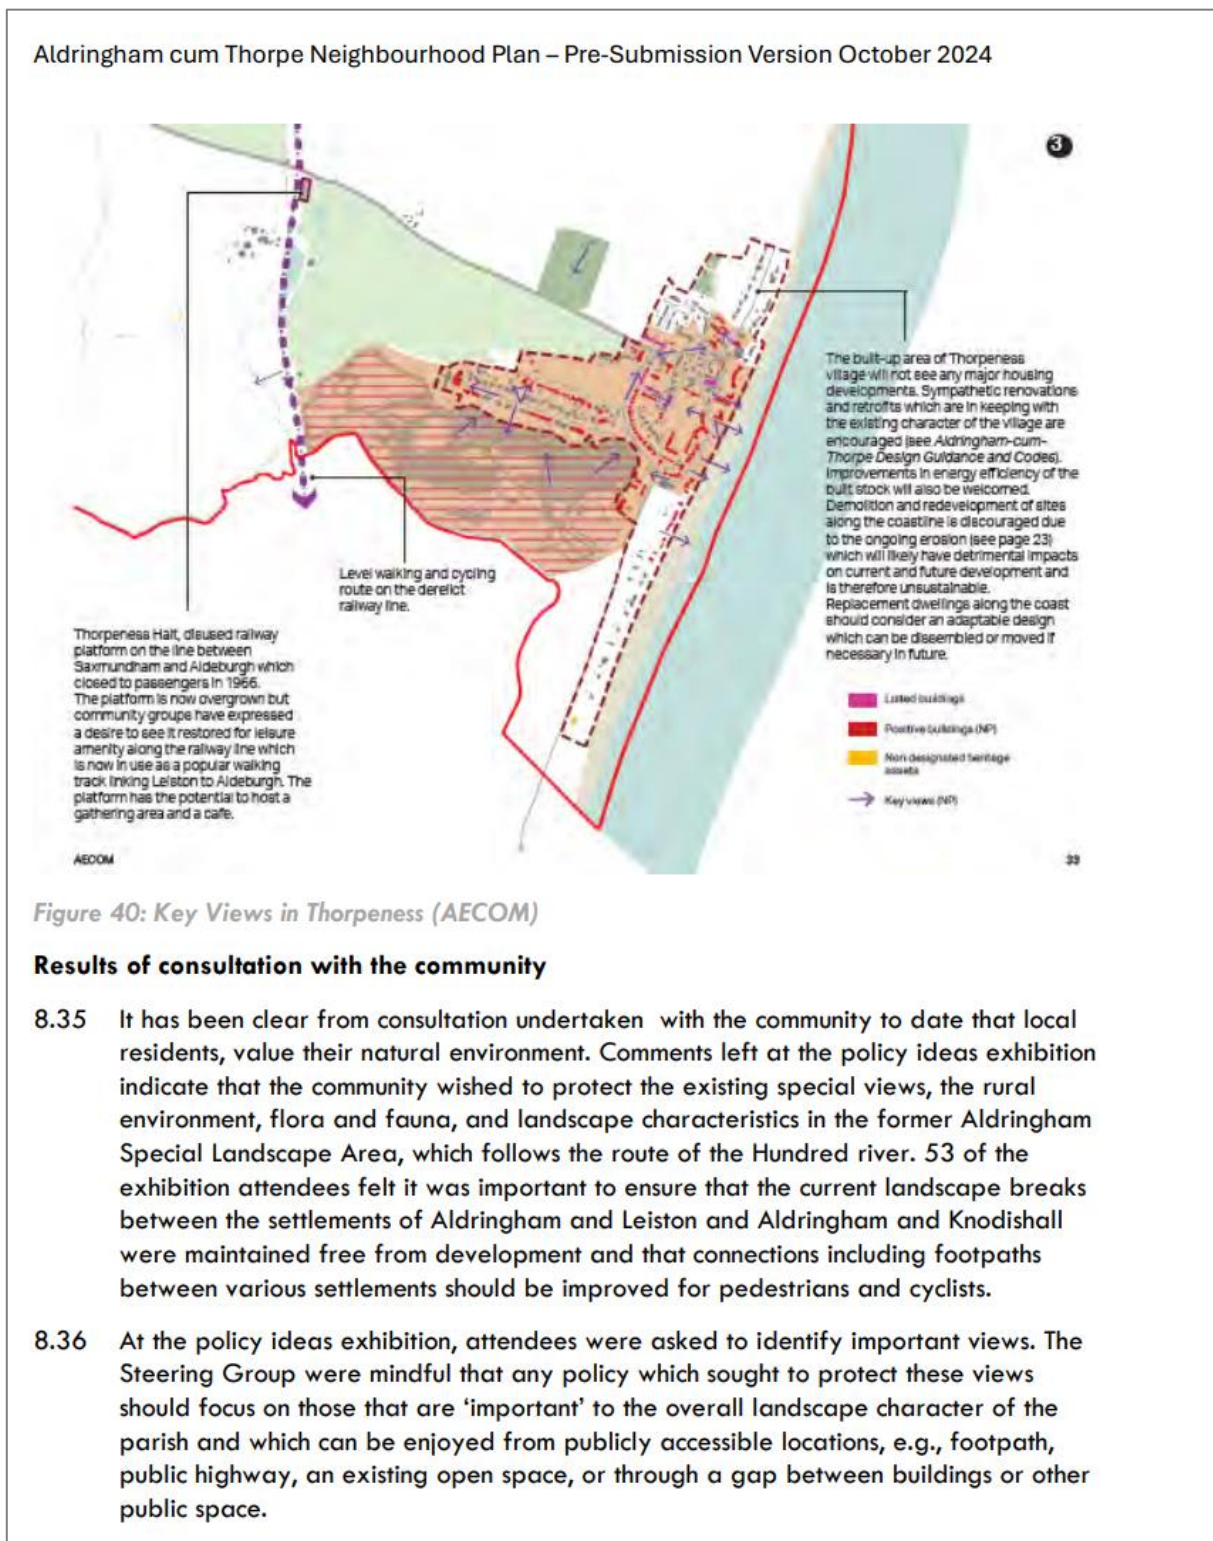 Aldringham cum Thorpe Neighbourhood Plan – Pre-Submission Version October 2024
3
The built-up area of Thorpeness
village will not see any major housing
developments. Sympathetic renovations
and retrofits which are in keeping with
the existing character of the village are
encouraged (see Aldringham-cum-
Thorpe Design Guidance and Codes).
Improvements in energy efficiency of the
built stock will also be welcomed.
Demolition and redevelopment of sites
along the coastline is discouraged due
to the ongoing erosion (see page 23)
which will likely have detrimental impacts
on current and future development and
is therefore unsustainable.
Replacement dwellings along the coast
should consider an adaptable design
which can be dissembled or moved if
necessary in future.
Level walking and cycling
route on the derelict
railway line.
Thorpeness Halt, disused railway
platform on the line between
Saxmundham and Aldeburgh which
closed to passengers in 1966.
The platform is now overgrown but
community groups have expressed
a desire to see it restored for leisure
amenity along the railway line which
is now in use as a popular walking
track linking Leiston to Aldeburgh. The
platform has the potential to host a
gathering area and a cafe.
Listed buildings
Positive buildings (NP)
Non designated heritage
assets
Key views (NP)
AECOM
33
Figure 40: Key Views in Thorpeness (AECOM)
Results of consultation with the community
8.35 It has been clear from consultation undertaken with the community to date that local
residents, value their natural environment. Comments left at the policy ideas exhibition
indicate that the community wished to protect the existing special views, the rural
environment, flora and fauna, and landscape characteristics in the former Aldringham
Special Landscape Area, which follows the route of the Hundred river. 53 of the
exhibition attendees felt it was important to ensure that the current landscape breaks
between the settlements of Aldringham and Leiston and Aldringham and Knodishall
were maintained free from development and that connections including footpaths
between various settlements should be improved for pedestrians and cyclists.
8.36 At the policy ideas exhibition, attendees were asked to identify important views. The
Steering Group were mindful that any policy which sought to protect these views
should focus on those that are ‘important’ to the overall landscape character of the
parish and which can be enjoyed from publicly accessible locations, e.g., footpath,
public highway, an existing open space, or through a gap between buildings or other
public space.